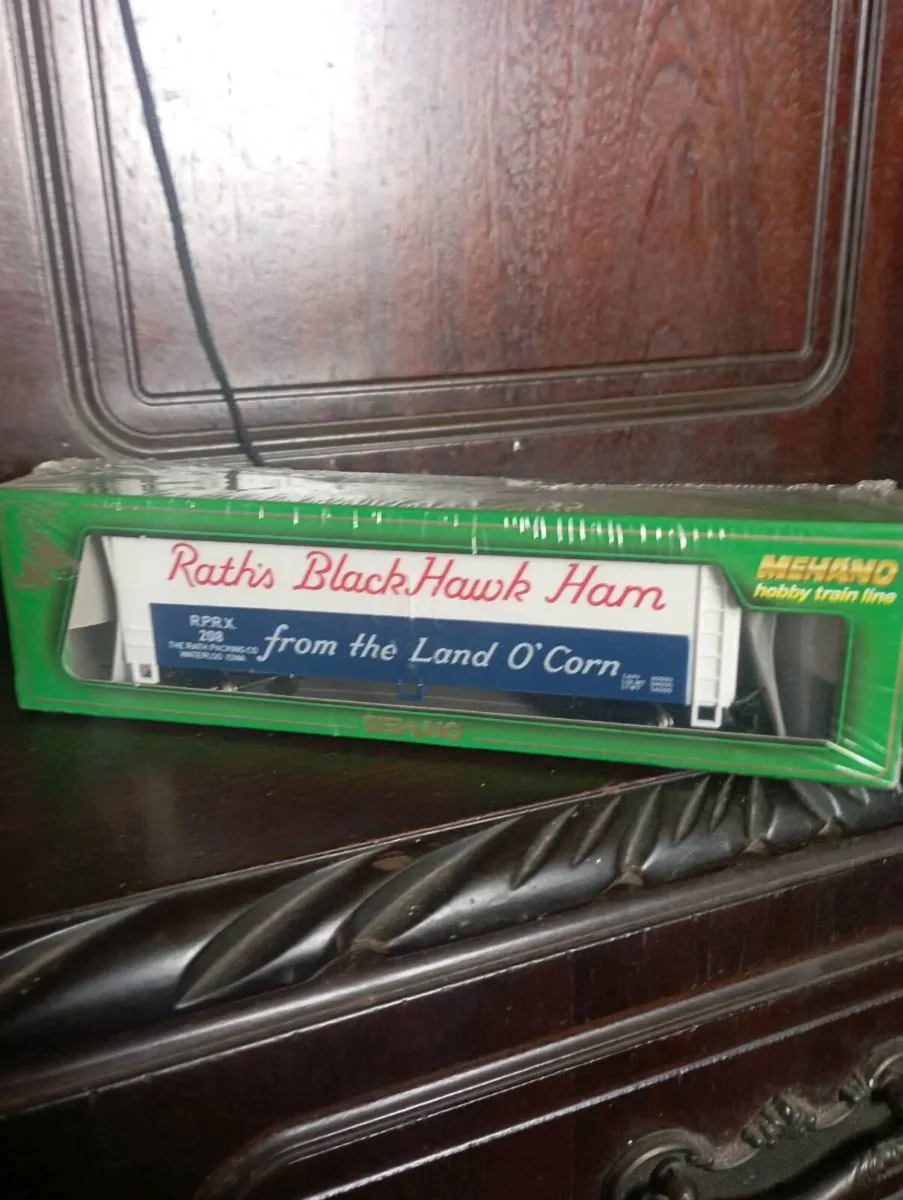 MEHANO
hobby train line
Rath's Black Hawk Ham
R.P.R.X.
208
THE RATH PACKING CO
WATERLOO IOWA
from the Land O' Corn
MEHANO